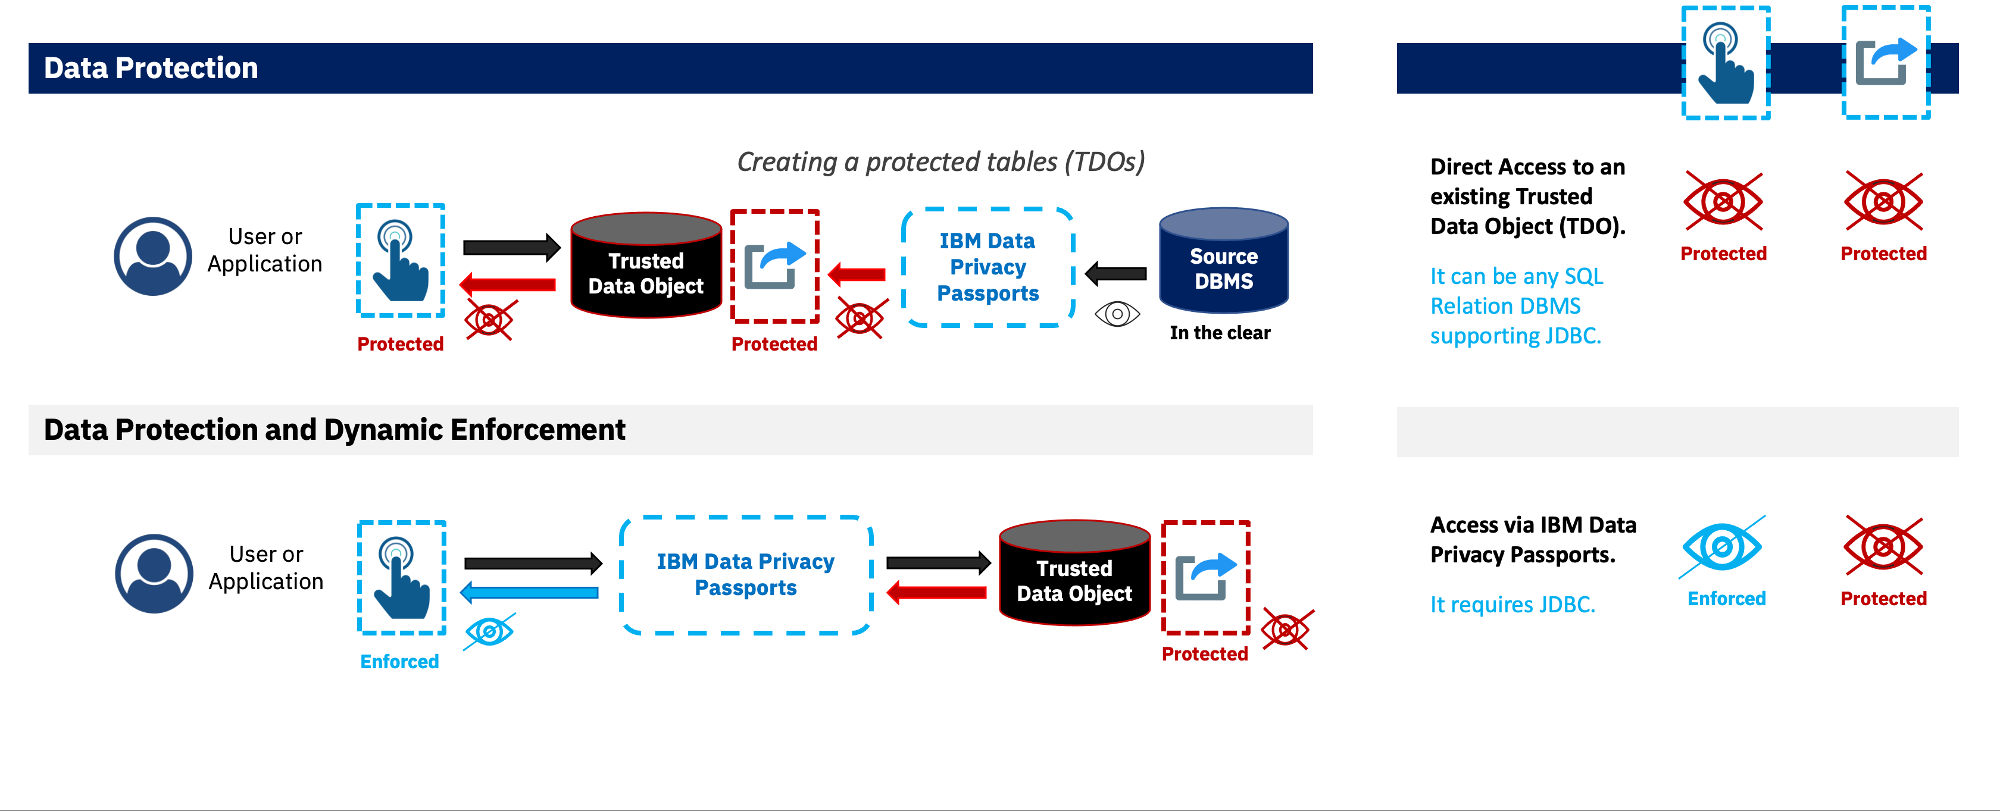 Data Protection
Creating a protected tables (TDOs)
User or
Application
Protected
Trusted
Data Object
Protected
IBM Data
Privacy
Passports
Source
DBMS
In the clear
Direct Access to an
existing Trusted
Data Object (TDO).
It can be any SQL
Relation DBMS
supporting JDBC.
Protected
Protected
Data Protection and Dynamic Enforcement
User or
Application
Enforced
IBM Data Privacy
Passports
Trusted
Data Object
Protected
Access via IBM Data
Privacy Passports.
It requires JDBC.
Enforced
Protected